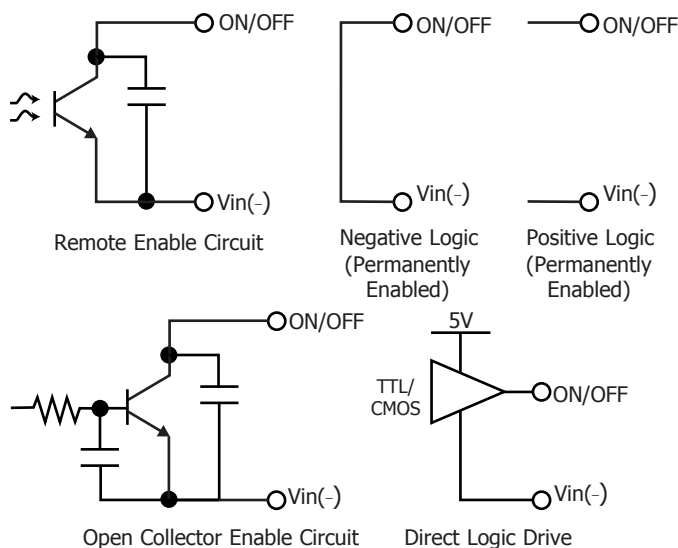 ON/OFF
Vin(-)
Remote Enable Circuit
ON/OFF
Vin(-)
Negative Logic
(Permanently
Enabled)
ON/OFF
Vin(-)
Positive Logic
(Permanently
Enabled)
ON/OFF
Vin(-)
Open Collector Enable Circuit
5V
TTL/
CMOS
ON/OFF
Vin(-)
Direct Logic Drive